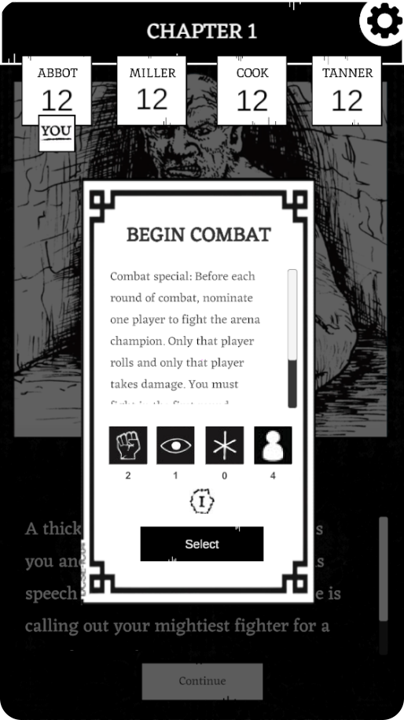 CHAPTER 1
ABBOT
12
MILLER
12
COOK
12
TANNER
12
YOU
BEGIN COMBAT
Combat special: Before each
round of combat, nominate
one player to fight the arena
champion. Only that player
rolls and only that player
takes damage. You must
2 1 0 4
I
Select
A thick s
you an s
speech e is
calling out your mightiest fighter for a
Continue